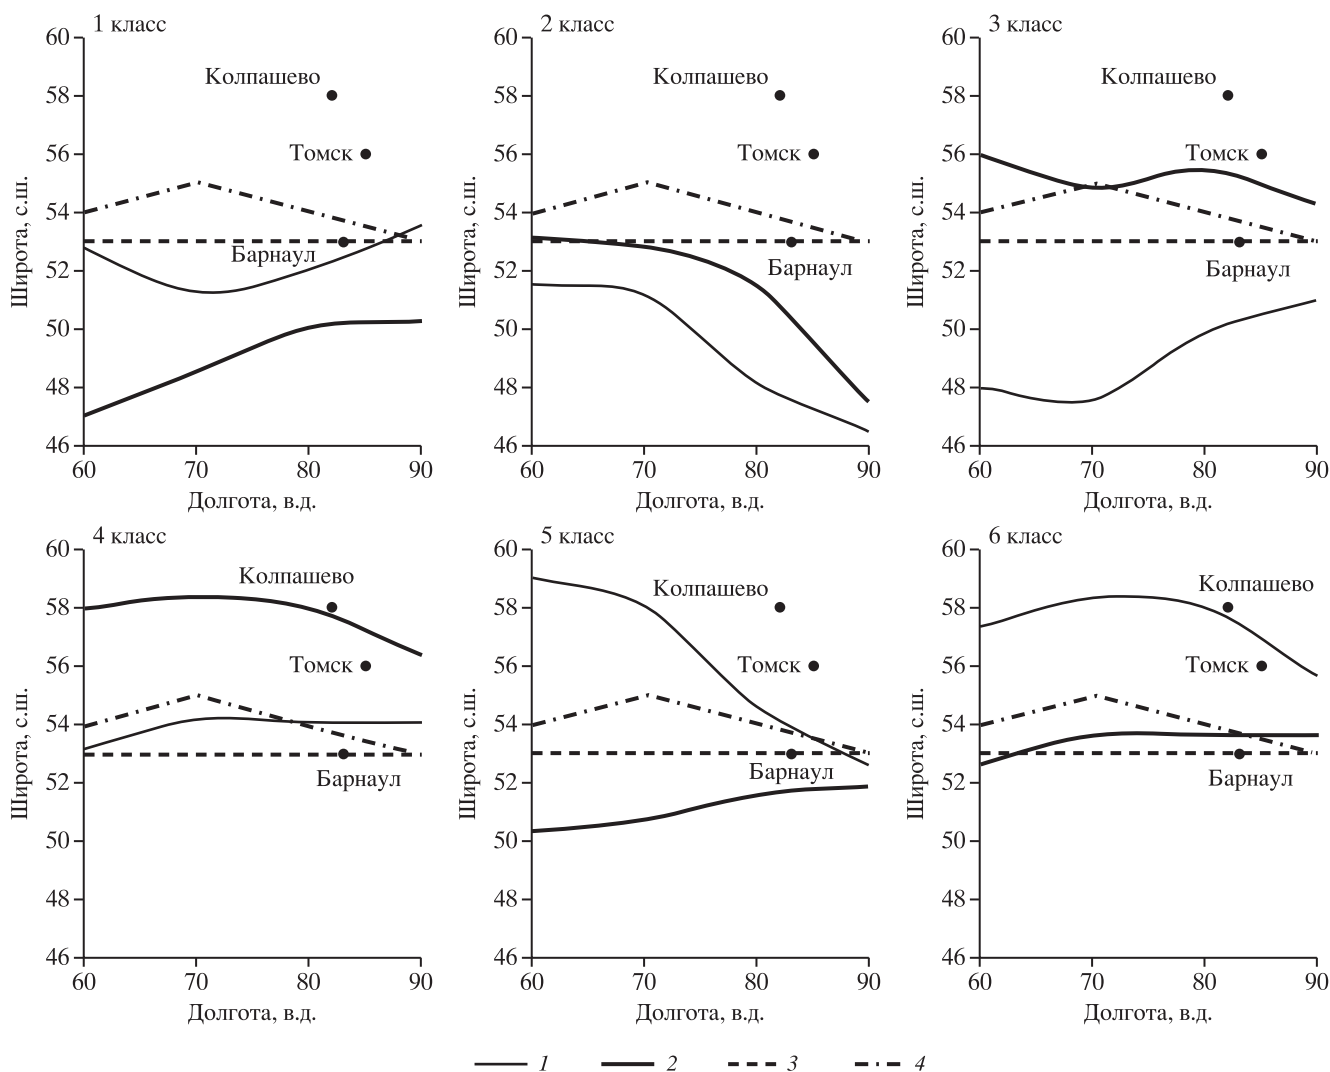 1 класс
60
58
56
54
52
50
48
46
Широта, с.ш.
Колпашево
Томск
Барнаул
60 70 80 90
Долгота, в.д.
2 класс
60
58
56
54
52
50
48
46
Широта, с.ш.
Колпашево
Томск
Барнаул
60 70 80 90
Долгота, в.д.
3 класс
60
58
56
54
52
50
48
46
Широта, с.ш.
Колпашево
Томск
Барнаул
60 70 80 90
Долгота, в.д.
4 класс
60
58
56
54
52
50
48
46
Широта, с.ш.
Колпашево
Томск
Барнаул
60 70 80 90
Долгота, в.д.
5 класс
60
58
56
54
52
50
48
46
Широта, с.ш.
Колпашево
Томск
Барнаул
60 70 80 90
Долгота, в.д.
6 класс
60
58
56
54
52
50
48
46
Широта, с.ш.
Колпашево
Томск
Барнаул
60 70 80 90
Долгота, в.д.
1 2 3 4